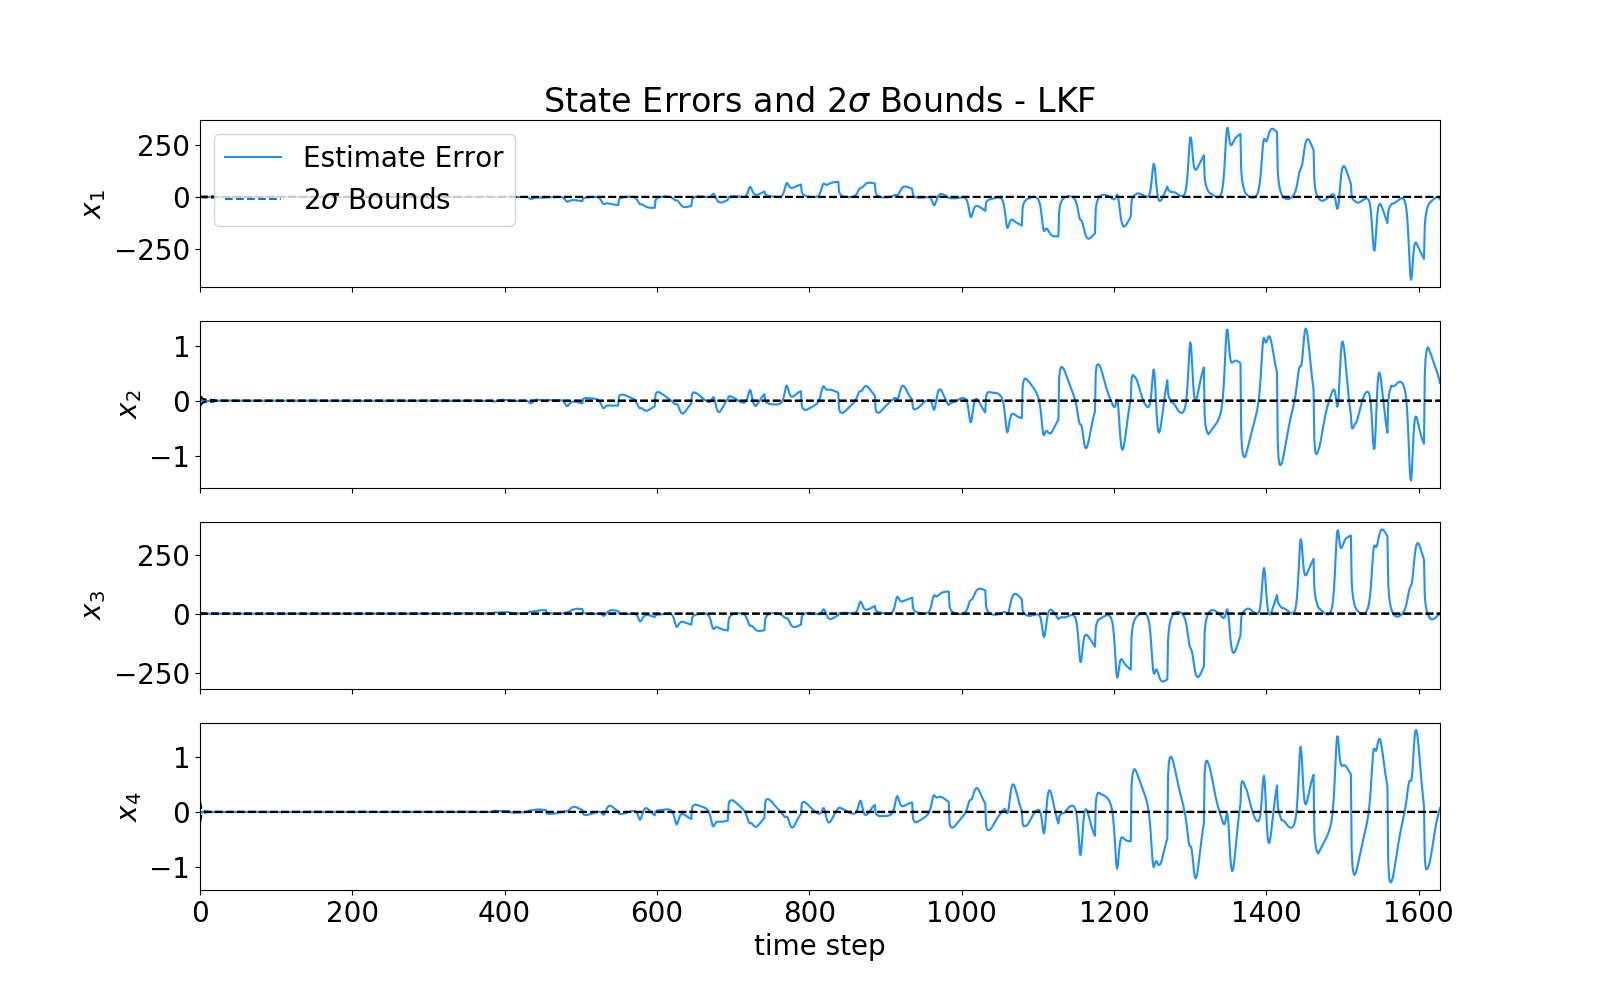 State Errors and 2σ Bounds - LKF
250
0
−250
x₁
Estimate Error
2σ Bounds
1
0
−1
x₂
250
0
−250
x₃
1
0
−1
x₄
0 200 400 600 800 1000 1200 1400 1600
time step